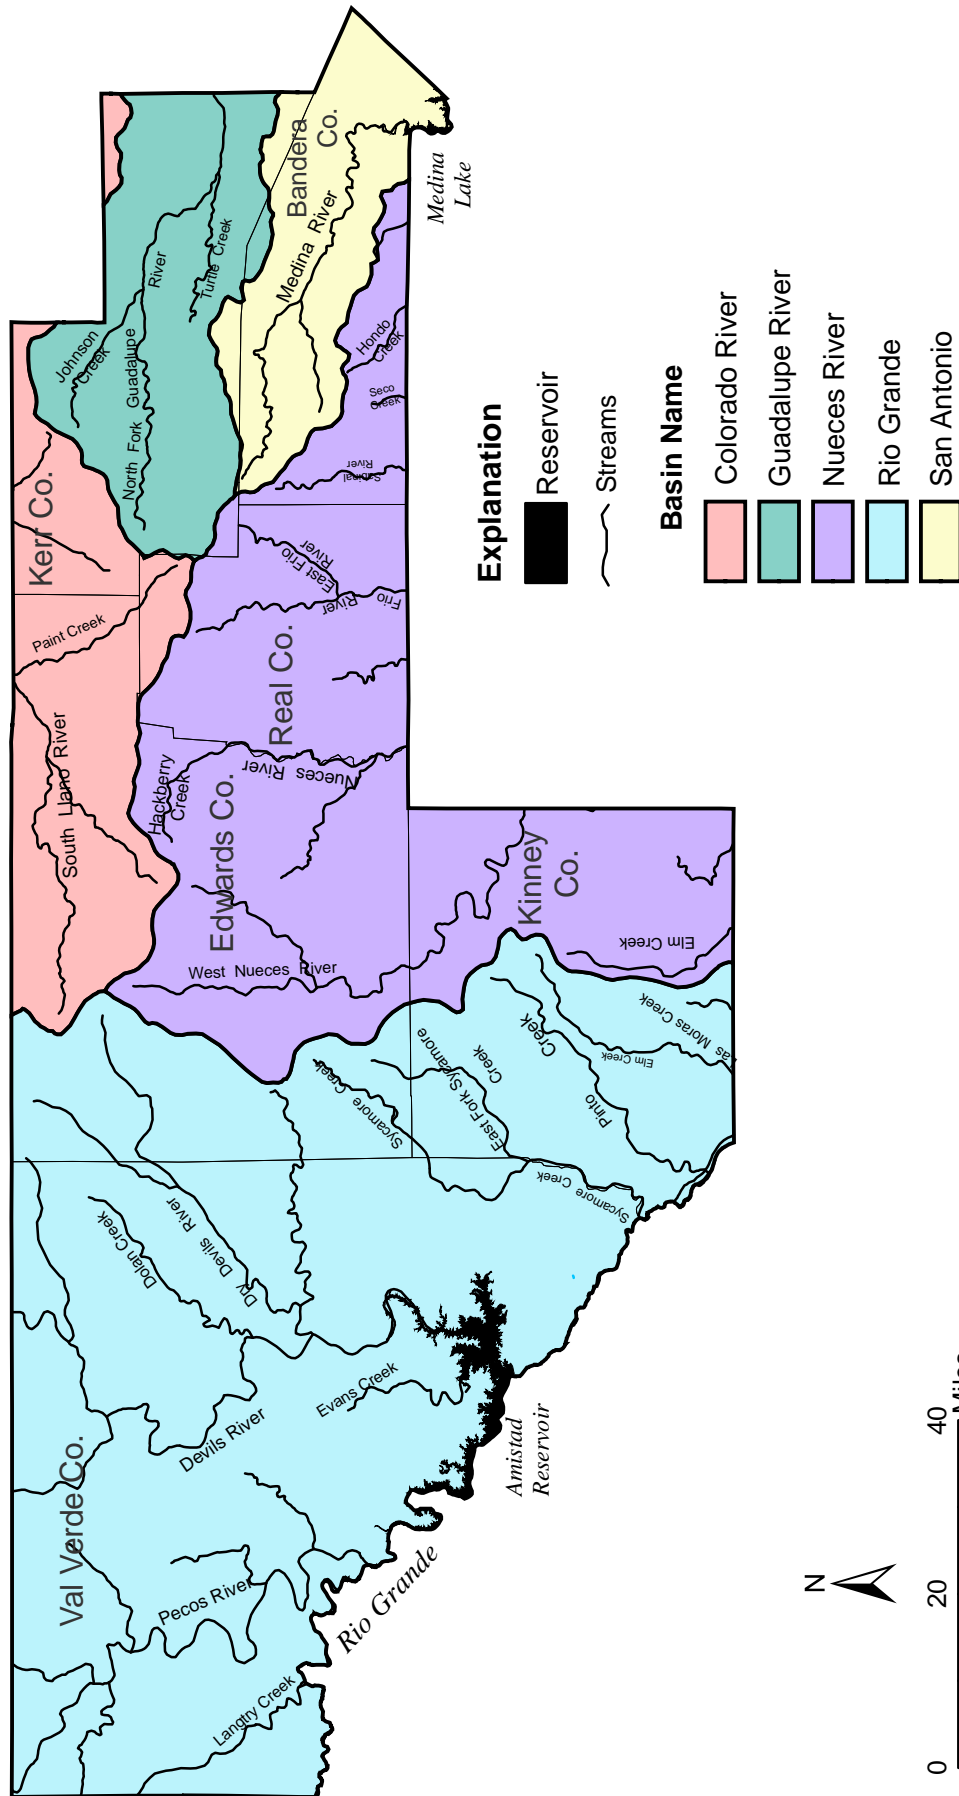 Val Verde Co.
Langtry Creek
Pecos River
Rio Grande
Devils River
Evans Creek
Amistad
Reservoir
Dolan Creek
Dry Devils River
Sycamore Creek
Sycamore Creek
East Fork Sycamore
Creek
Pinto
Creek
Elm Creek
Las Moras Creek
Elm Creek
Kinney
Co.
West Nueces River
Edwards Co.
Hackberry
Creek
South Llano River
Paint Creek
Nueces
River
Real Co.
Frio
River
East Frio
River
Kerr Co.
North Fork Guadalupe River
Johnson
Creek
Turtle Creek
Sabinal
River
Seco
Creek
Hondo
Creek
Medina River
Bandera
Co.
Medina
Lake
Explanation
Reservoir
Streams
Basin Name
Colorado River
Guadalupe River
Nueces River
Rio Grande
San Antonio
N
0 20 40
Miles